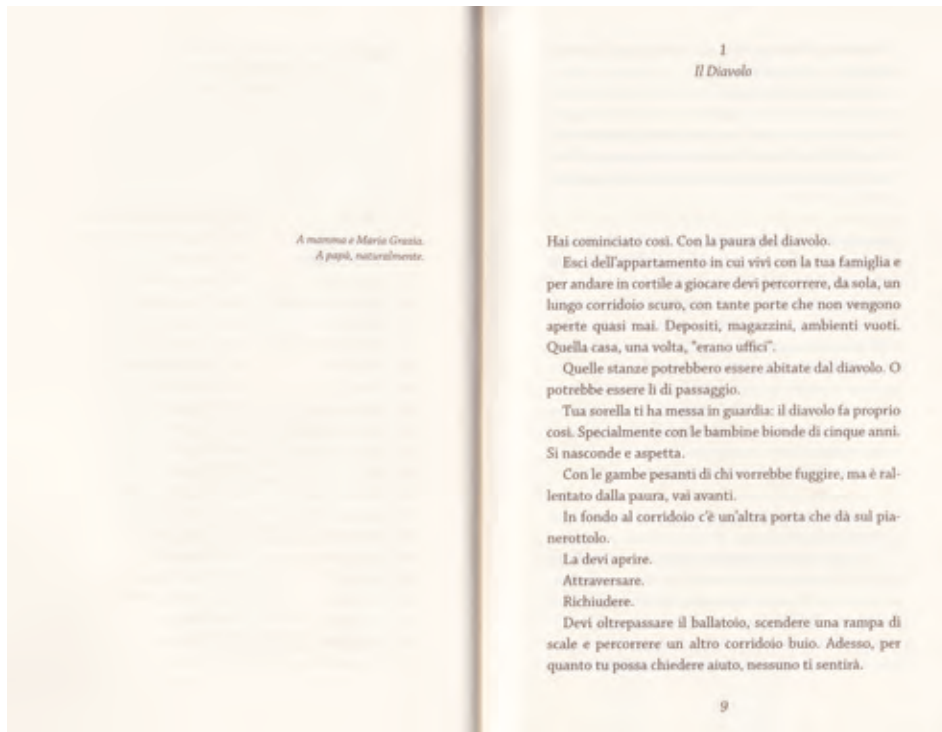 A mamma e Maria Grazia.
A papà, naturalmente.
1
Il Diavolo
Hai cominciato così. Con la paura del diavolo.
Esci dell'appartamento in cui vivi con la tua famiglia e
per andare in cortile a giocare devi percorrere, da sola, un
lungo corridoio scuro, con tante porte che non vengono
aperte quasi mai. Depositi, magazzini, ambienti vuoti.
Quella casa, una volta, "erano uffici".
Quelle stanze potrebbero essere abitate dal diavolo. O
potrebbe essere lì di passaggio.
Tua sorella ti ha messa in guardia: il diavolo fa proprio
così. Specialmente con le bambine bionde di cinque anni.
Si nasconde e aspetta.
Con le gambe pesanti di chi vorrebbe fuggire, ma è ral-
lentato dalla paura, vai avanti.
In fondo al corridoio c'è un'altra porta che dà sul pia-
nerottolo.
La devi aprire.
Attraversare.
Richiudere.
Devi oltrepassare il ballatoio, scendere una rampa di
scale e percorrere un altro corridoio buio. Adesso, per
quanto tu possa chiedere aiuto, nessuno ti sentirà.
9